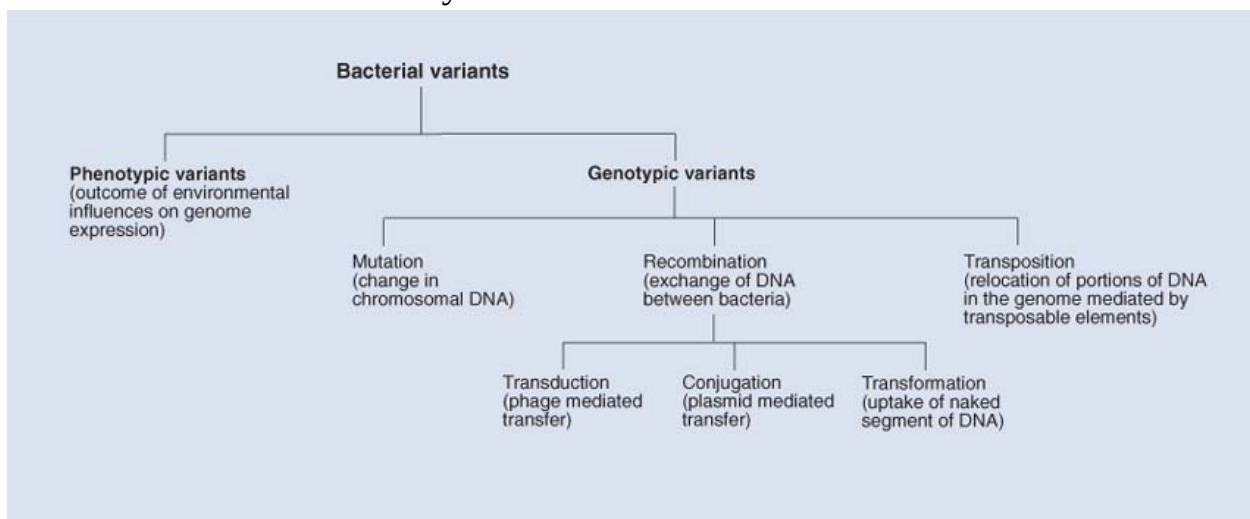 Bacterial variants
Phenotypic variants
(outcome of environmental
influences on genome
expression)
Genotypic variants
Mutation
(change in
chromosomal DNA)
Recombination
(exchange of DNA
between bacteria)
Transposition
(relocation of portions of DNA
in the genome mediated by
transposable elements)
Transduction
(phage mediated
transfer)
Conjugation
(plasmid mediated
transfer)
Transformation
(uptake of naked
segment of DNA)